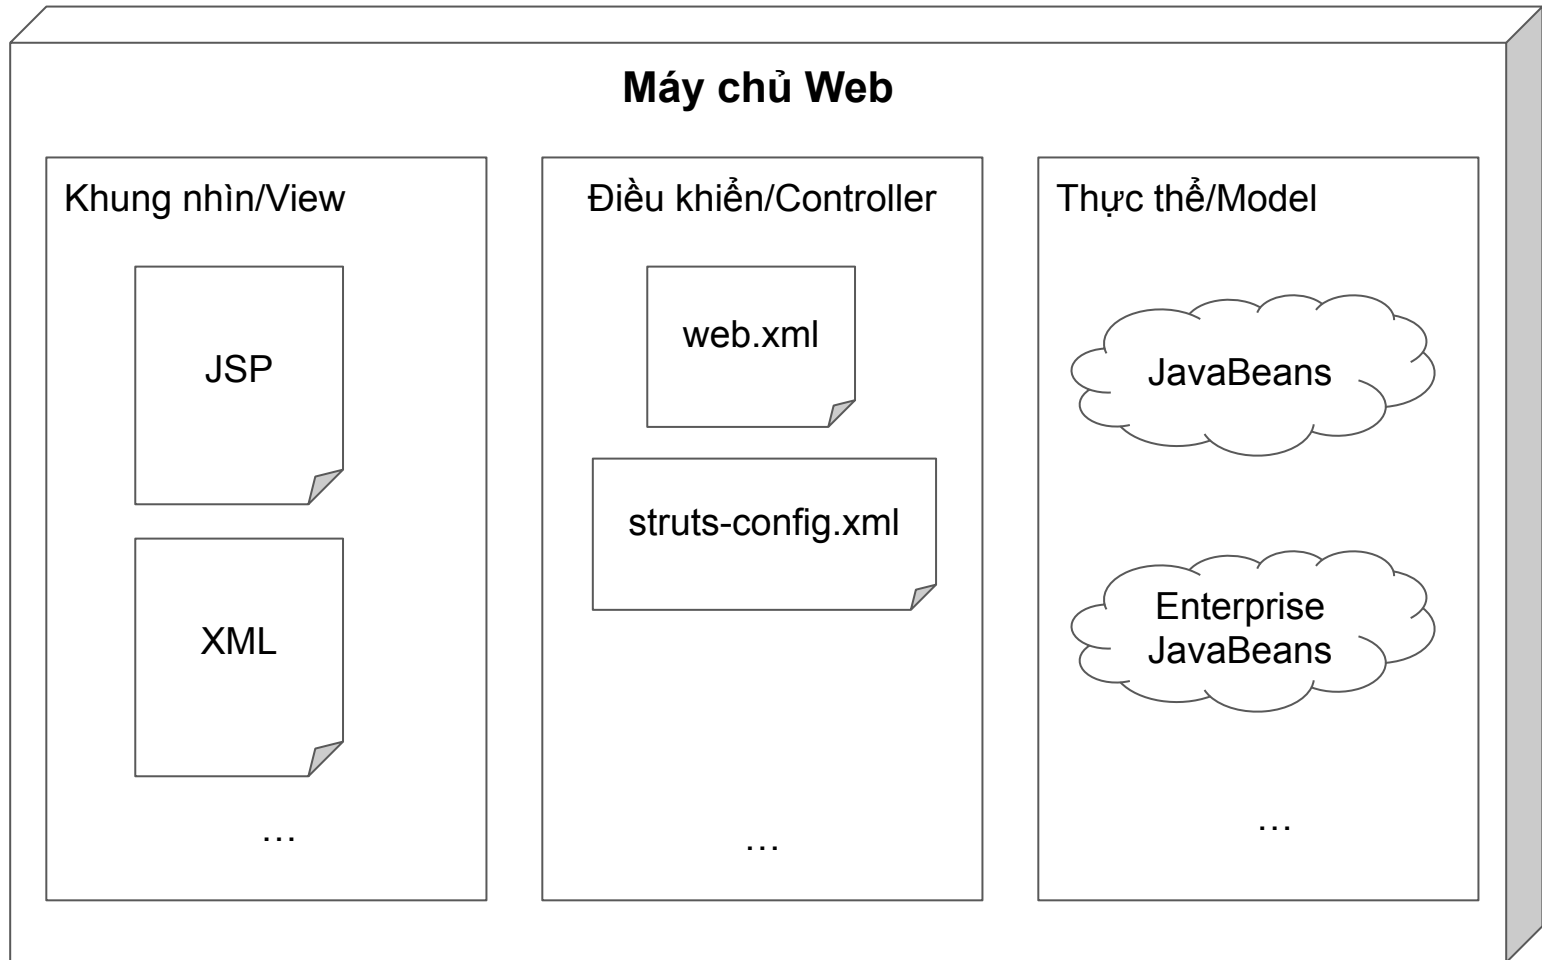 Máy chủ Web
Khung nhìn/View
JSP
XML
…
Điều khiển/Controller
web.xml
struts-config.xml
…
Thực thể/Model
JavaBeans
Enterprise
JavaBeans
…